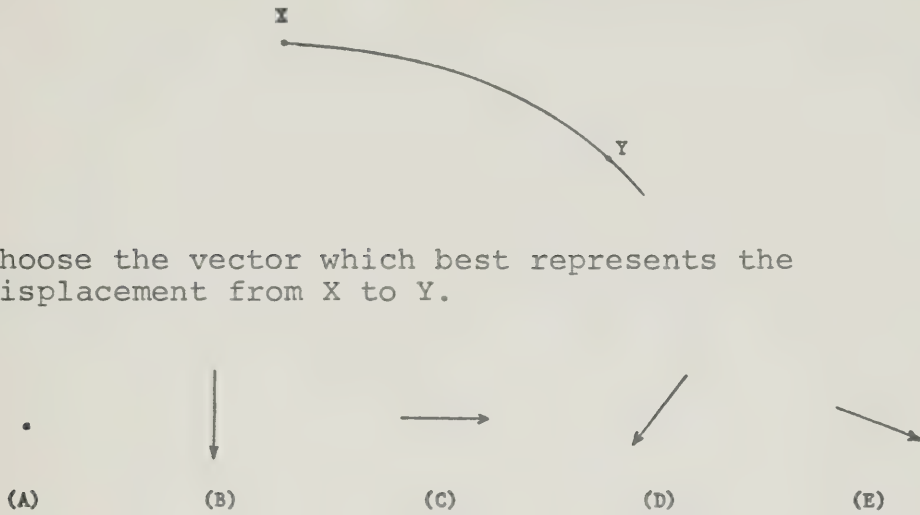 X
Y
hoose the vector which best represents the
isplacement from X to Y.
(A) (B) (C) (D) (E)